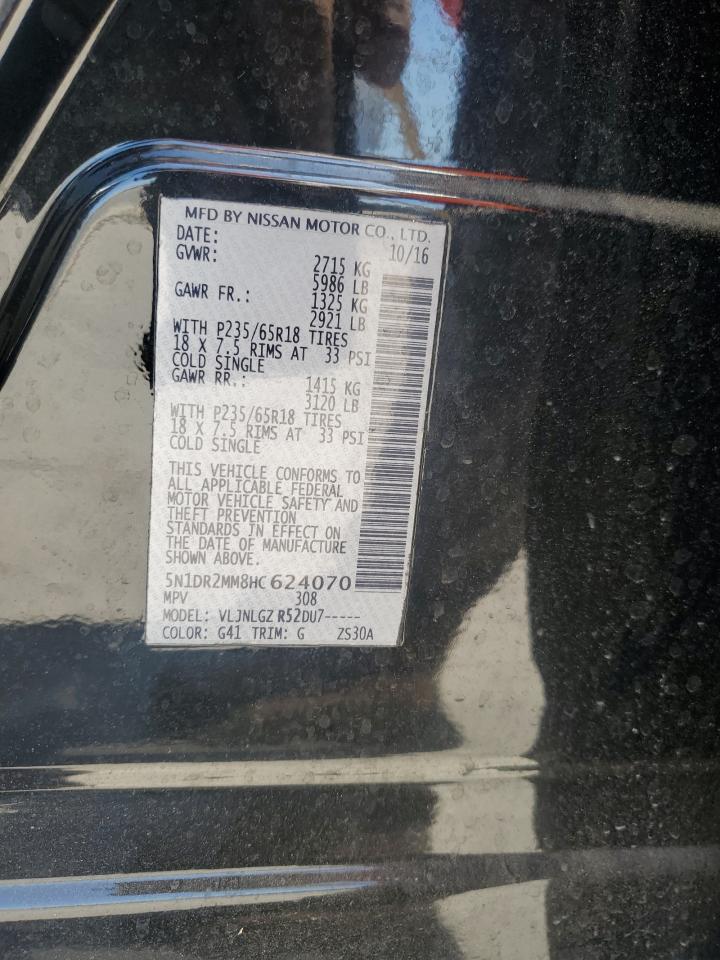 MFD BY NISSAN MOTOR CO., LTD.
DATE: 10/16
GVWR: 2715 KG
5986 LB
GAWR FR.: 1325 KG
2921 LB
WITH P235/65R18 TIRES
18 X 7.5 RIMS AT 33 PSI
COLD SINGLE
GAWR RR.: 1415 KG
3120 LB
WITH P235/65R18 TIRES
18 X 7.5 RIMS AT 33 PSI
COLD SINGLE
THIS VEHICLE CONFORMS TO
ALL APPLICABLE FEDERAL
MOTOR VEHICLE SAFETY AND
THEFT PREVENTION
STANDARDS IN EFFECT ON
THE DATE OF MANUFACTURE
SHOWN ABOVE.
5N1DR2MM8HC 624070
MPV 308
MODEL: VLJNLGZ R52DU7-----
COLOR: G41 TRIM: G ZS30A